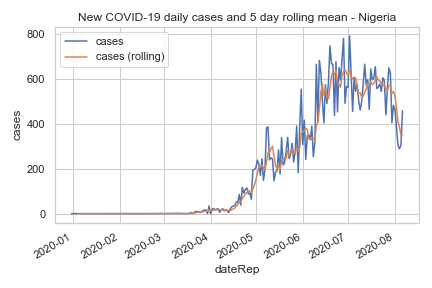 New COVID-19 daily cases and 5 day rolling mean - Nigeria
cases
cases (rolling)
800
600
400
200
0
cases
2020-01
2020-02
2020-03
2020-04
2020-05
2020-06
2020-07
2020-08
dateRep